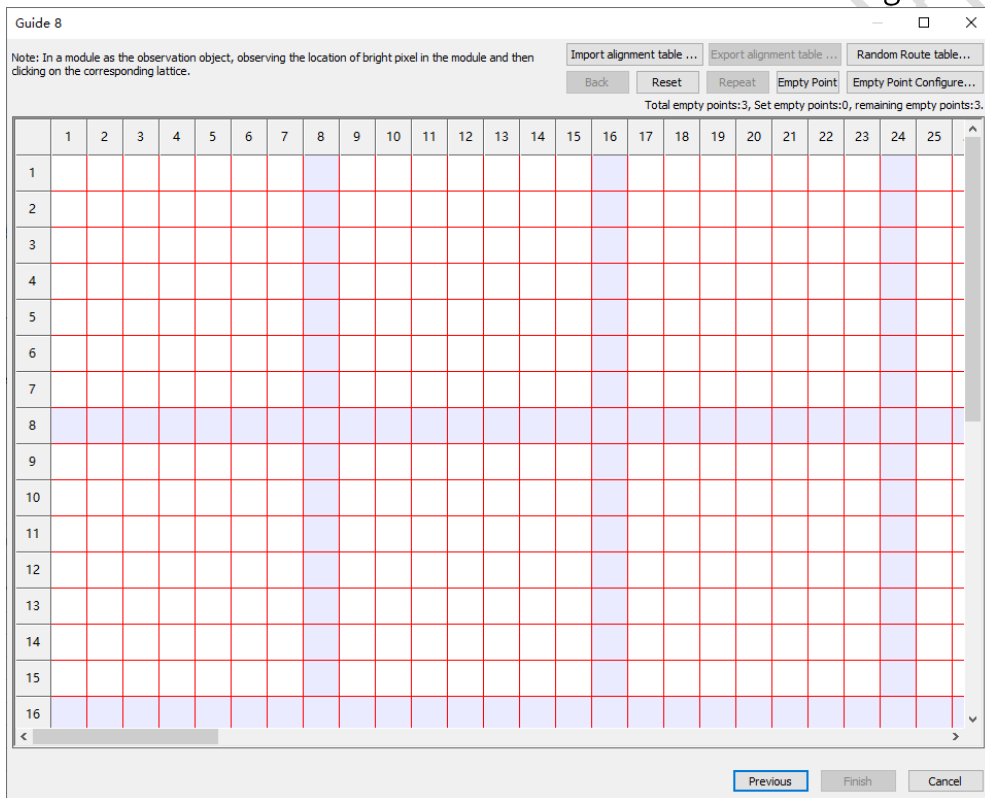 Guide 8
Note: In a module as the observation object, observing the location of bright pixel in the module and then
clicking on the corresponding lattice.
Import alignment table ... Export alignment table ... Random Route table...
Back Reset Repeat Empty Point Empty Point Configure...
Total empty points:3, Set empty points:0, remaining empty points:3.
1 2 3 4 5 6 7 8 9 10 11 12 13 14 15 16 17 18 19 20 21 22 23 24 25
1
2
3
4
5
6
7
8
9
10
11
12
13
14
15
16
Previous Finish Cancel